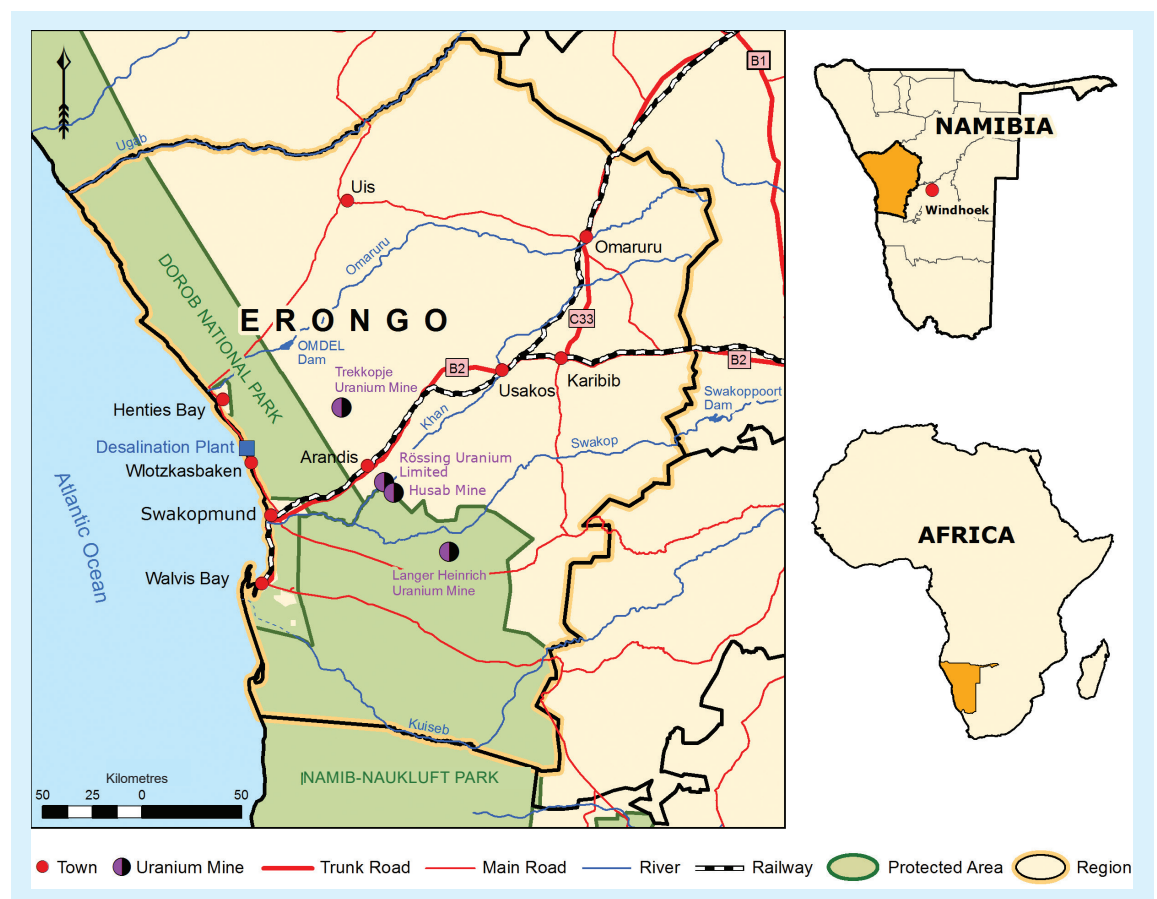 B1
NAMIBIA
Windhoek
Ugab
Uis
Omaruru
Omaruru
DOROB NATIONAL PARK
ERONGO
C33
OMDEL
Dam
B2
B2
Trekkopje
Uranium Mine
Usakos
Karibib
Swakoppoort
Dam
Henties Bay
Khan
Swakop
Desalination Plant
Wlotzkasbaken
Arandis
Rössing Uranium
Limited
Husab Mine
Atlantic Ocean
Swakopmund
AFRICA
Walvis Bay
Langer Heinrich
Uranium Mine
Kuiseb
NAMIB-NAUKLUFT PARK
Kilometres
50 25 0 50
Town Uranium Mine Trunk Road Main Road River Railway Protected Area Region